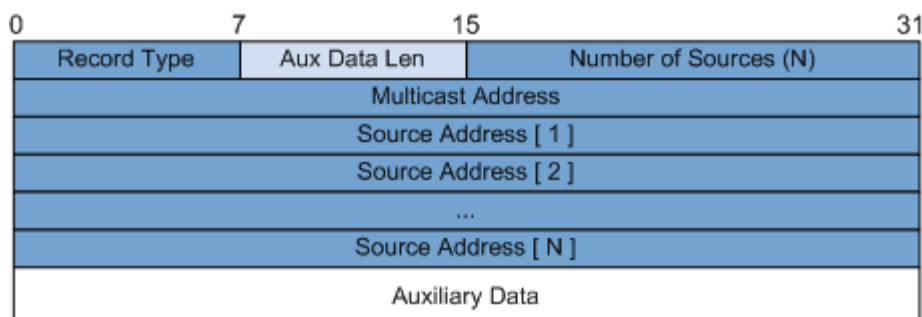 0 7 15 31
Record Type Aux Data Len Number of Sources (N)
Multicast Address
Source Address [ 1 ]
Source Address [ 2 ]
...
Source Address [ N ]
Auxiliary Data